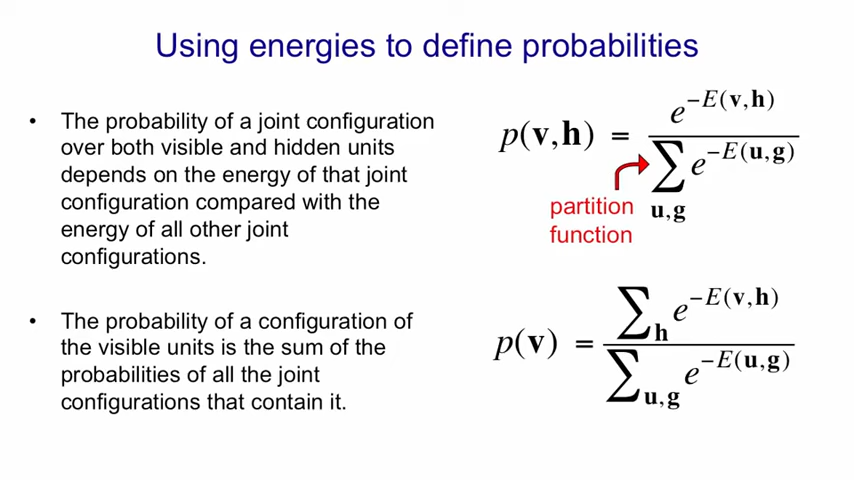 Using energies to define probabilities
• The probability of a joint configuration
over both visible and hidden units
depends on the energy of that joint
configuration compared with the
energy of all other joint
configurations.
p(v,h) = e^{-E(v,h)} / ∑_{u,g} e^{-E(u,g)}
partition
function
• The probability of a configuration of
the visible units is the sum of the
probabilities of all the joint
configurations that contain it.
p(v) = ∑_h e^{-E(v,h)} / ∑_{u,g} e^{-E(u,g)}